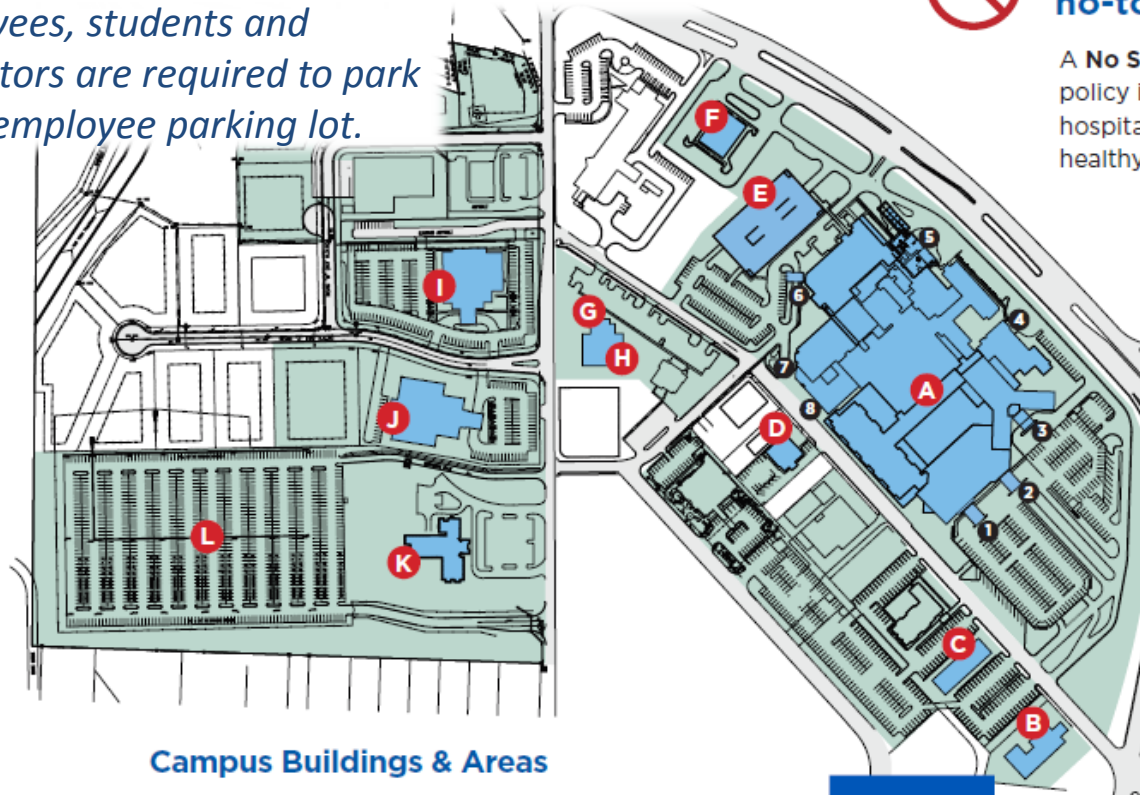 yees, students and
tors are required to park
employee parking lot.
no-to
A No S
policy i
hospita
healthy
F
E
5
I
6
G
4
H
7
A
J
8
D
3
2
L
1
K
C
B
Campus Buildings & Areas